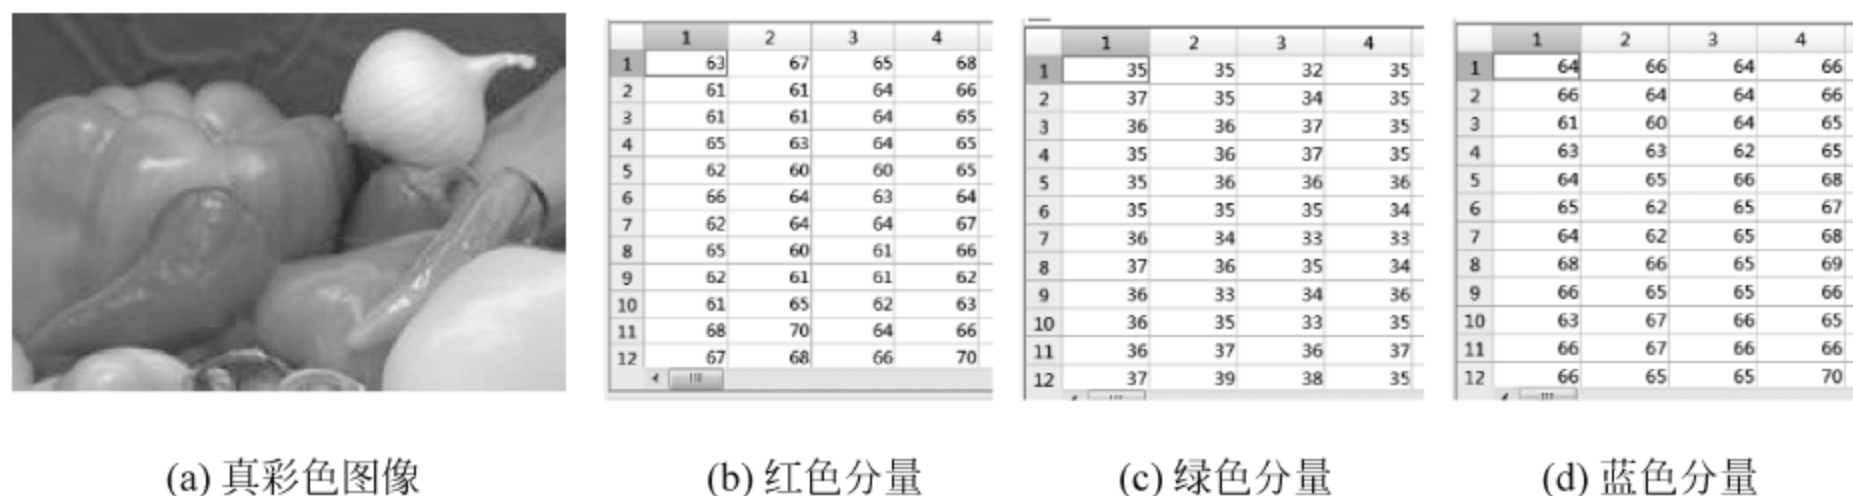 1 2 3 4
1 63 67 65 68
2 61 61 64 66
3 61 61 64 65
4 65 63 64 65
5 62 60 60 65
6 66 64 63 64
7 62 64 64 67
8 65 60 61 66
9 62 61 61 62
10 61 65 62 63
11 68 70 64 66
12 67 68 66 70
1 2 3 4
1 35 35 32 35
2 37 35 34 35
3 36 36 37 35
4 35 36 37 35
5 35 36 36 36
6 35 35 35 34
7 36 34 33 33
8 37 36 35 34
9 36 33 34 36
10 36 35 33 35
11 36 37 36 37
12 37 39 38 35
1 2 3 4
1 64 66 64 66
2 66 64 64 66
3 61 60 64 65
4 63 63 62 65
5 64 65 66 68
6 65 62 65 67
7 64 62 65 68
8 68 66 65 69
9 66 65 65 66
10 63 67 66 65
11 66 67 66 66
12 66 65 65 70
(a) 真彩色图像
(b) 红色分量
(c) 绿色分量
(d) 蓝色分量